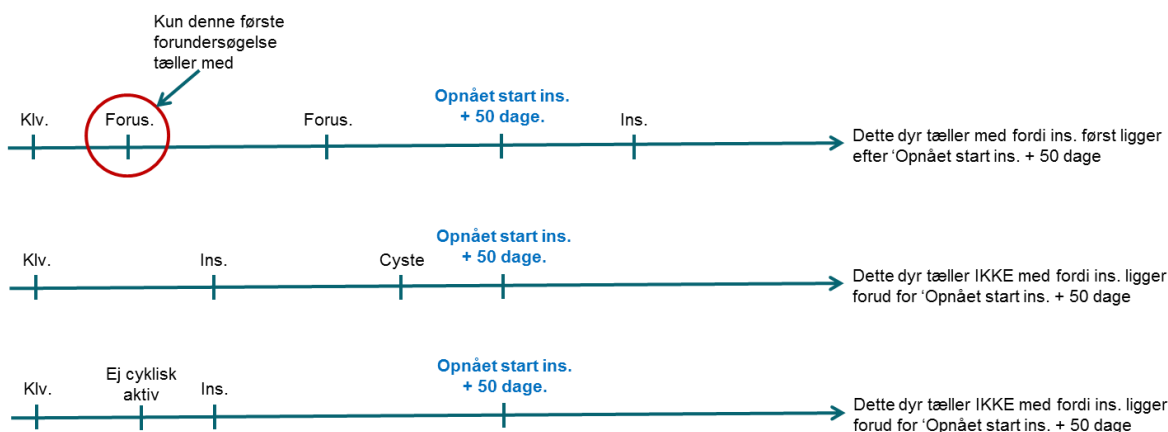 Kun denne første
forundersøgelse
tæller med
Opnået start ins.
+ 50 dage.
Klv.
Forus.
Forus.
Ins.
Dette dyr tæller med fordi ins. først ligger
efter ‘Opnået start ins. + 50 dage
Opnået start ins.
+ 50 dage.
Klv.
Ins.
Cyste
Dette dyr tæller IKKE med fordi ins. ligger
forud for ‘Opnået start ins. + 50 dage
Opnået start ins.
+ 50 dage.
Klv.
Ej cyklisk
aktiv
Ins.
Dette dyr tæller IKKE med fordi ins. ligger
forud for ‘Opnået start ins. + 50 dage